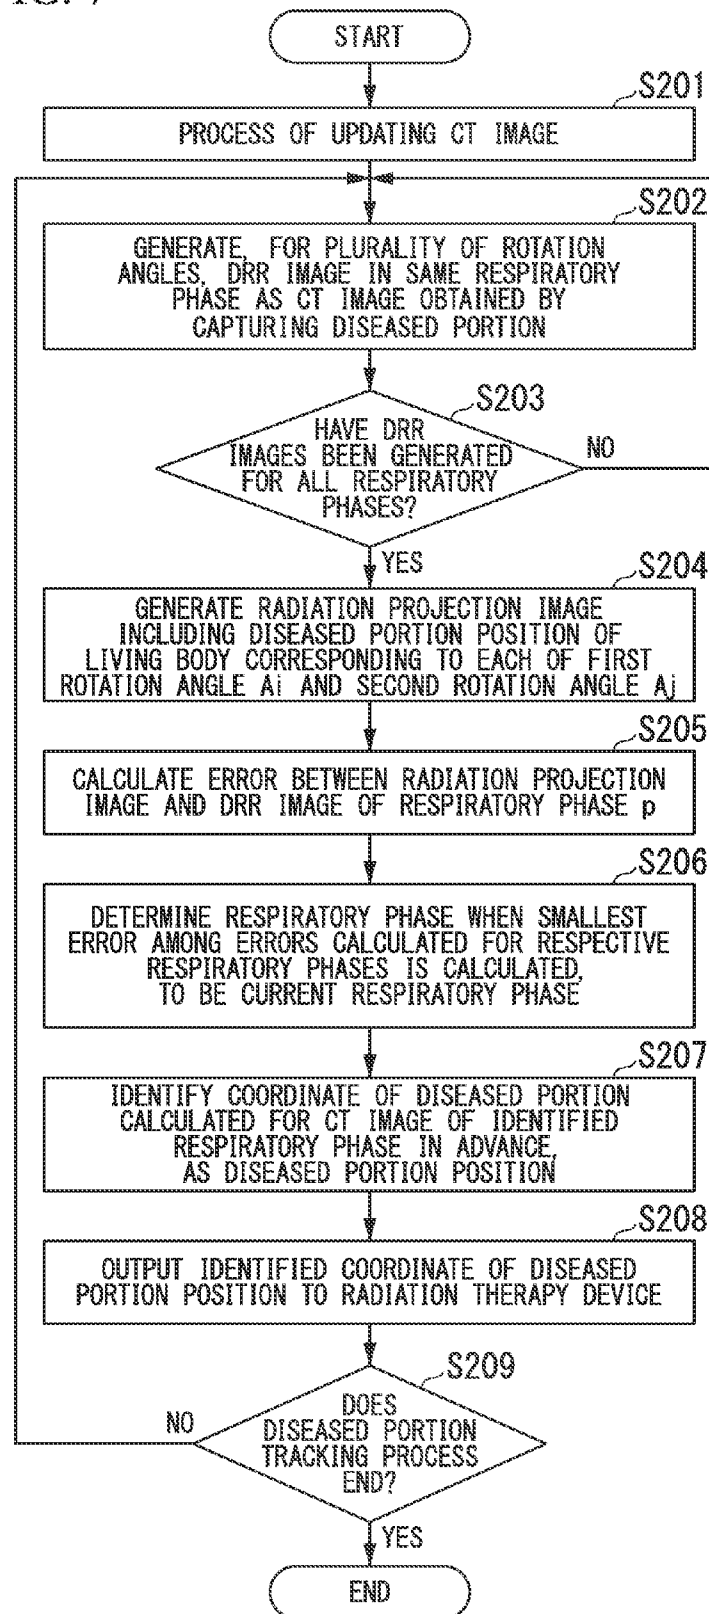 START
S201
PROCESS OF UPDATING CT IMAGE
S202
GENERATE, FOR PLURALITY OF ROTATION
ANGLES, DRR IMAGE IN SAME RESPIRATORY
PHASE AS CT IMAGE OBTAINED BY
CAPTURING DISEASED PORTION
S203
HAVE DRR
IMAGES BEEN GENERATED
FOR ALL RESPIRATORY
PHASES?
NO
YES
S204
GENERATE RADIATION PROJECTION IMAGE
INCLUDING DISEASED PORTION POSITION OF
LIVING BODY CORRESPONDING TO EACH OF FIRST
ROTATION ANGLE Ai AND SECOND ROTATION ANGLE Aj
S205
CALCULATE ERROR BETWEEN RADIATION PROJECTION
IMAGE AND DRR IMAGE OF RESPIRATORY PHASE p
S206
DETERMINE RESPIRATORY PHASE WHEN SMALLEST
ERROR AMONG ERRORS CALCULATED FOR RESPECTIVE
RESPIRATORY PHASES IS CALCULATED,
TO BE CURRENT RESPIRATORY PHASE
S207
IDENTIFY COORDINATE OF DISEASED PORTION
CALCULATED FOR CT IMAGE OF IDENTIFIED
RESPIRATORY PHASE IN ADVANCE,
AS DISEASED PORTION POSITION
S208
OUTPUT IDENTIFIED COORDINATE OF DISEASED
PORTION POSITION TO RADIATION THERAPY DEVICE
S209
DOES
DISEASED PORTION
TRACKING PROCESS
END?
NO
YES
END